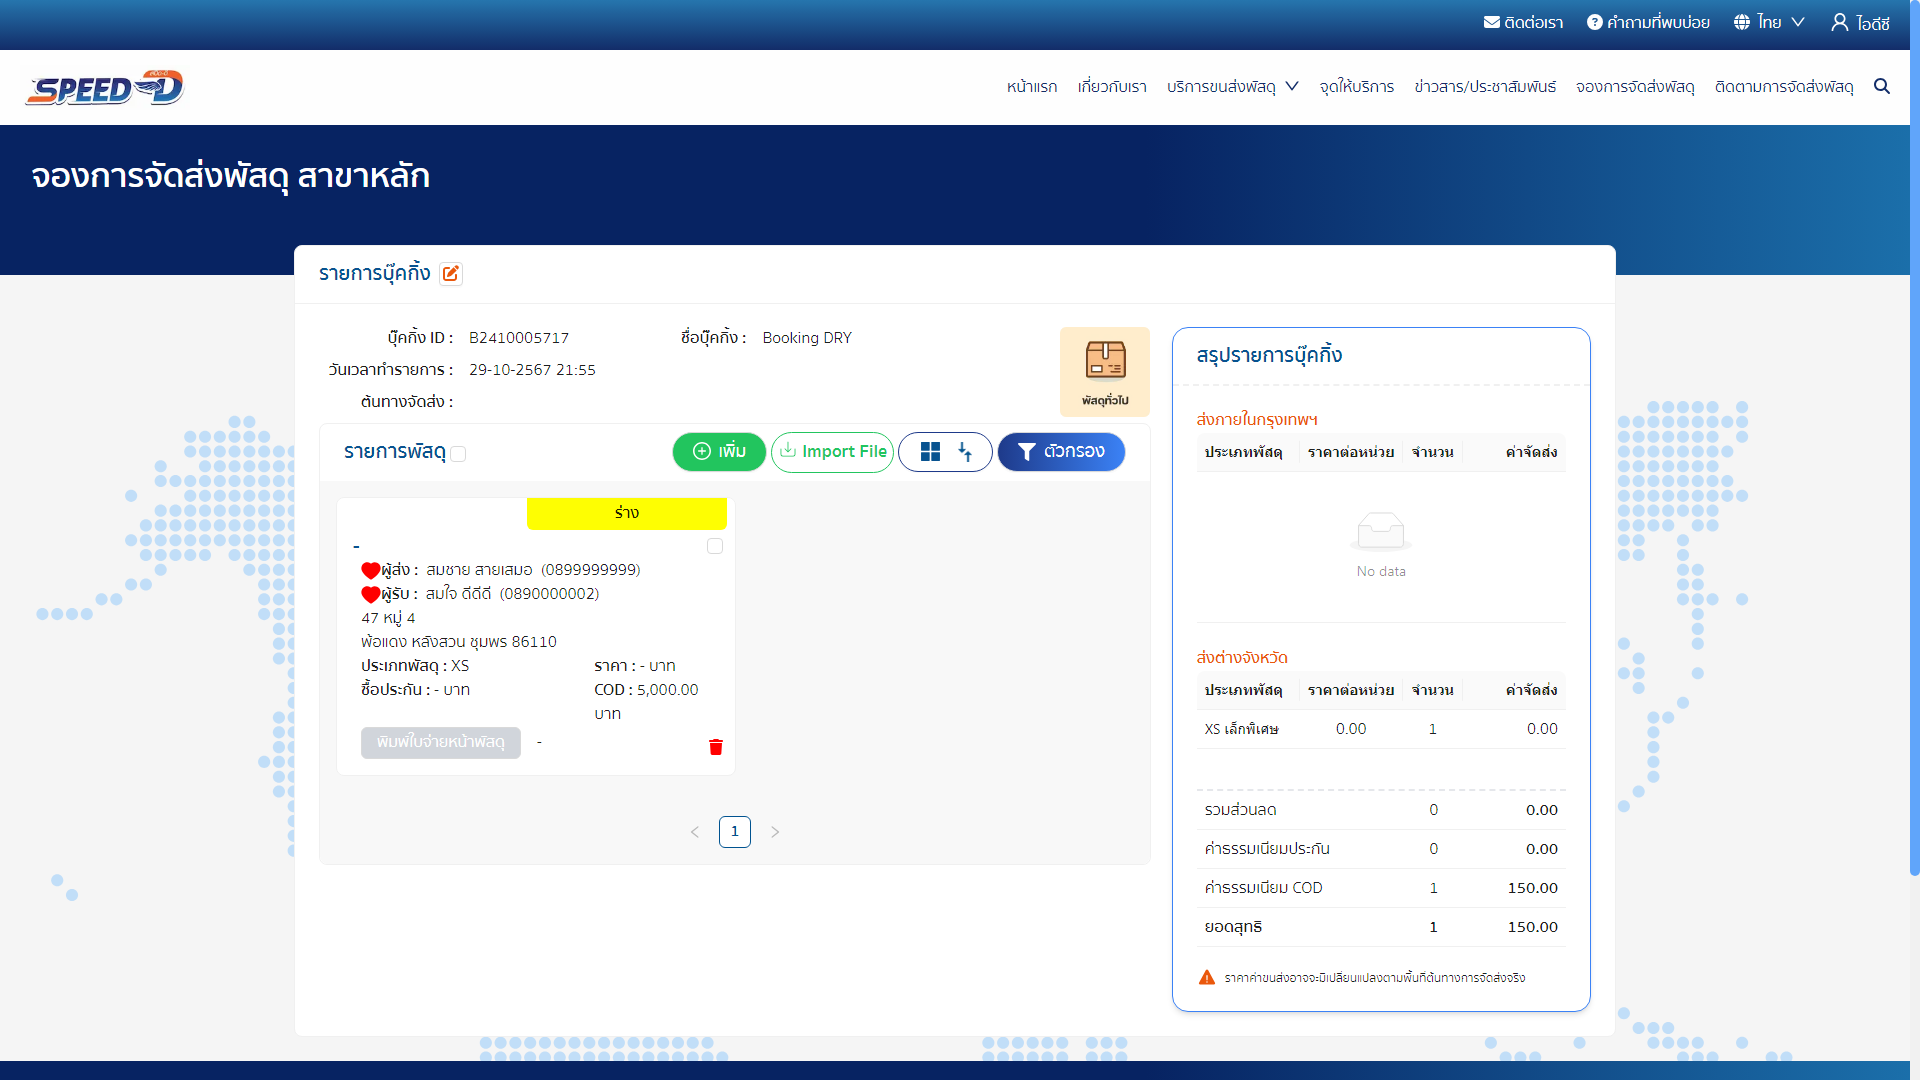 ติดต่อเรา คำถามที่พบบ่อย ไทย ไอดีซี
SPEED-D
หน้าแรก เกี่ยวกับเรา บริการขนส่งพัสดุ จุดให้บริการ ข่าวสาร/ประชาสัมพันธ์ จองการจัดส่งพัสดุ ติดตามการจัดส่งพัสดุ
จองการจัดส่งพัสดุ สาขาหลัก
รายการบุ๊คกิ้ง
บุ๊คกิ้ง ID : B2410005717 ชื่อบุ๊คกิ้ง : Booking DRY
วันเวลาทำรายการ : 29-10-2567 21:55
ต้นทางจัดส่ง :
พัสดุทั่วไป
รายการพัสดุ
เพิ่ม Import File ตัวกรอง
ร่าง
-
ผู้ส่ง : สมชาย สายเสมอ (0899999999)
ผู้รับ : สมใจ ดีดีดี (0890000002)
47 หมู่ 4
พ้อแดง หลังสวน ชุมพร 86110
ประเภทพัสดุ : XS ราคา : - บาท
ซื้อประกัน : - บาท COD : 5,000.00 บาท
พิมพ์ใบจ่ายหน้าพัสดุ -
1
สรุปรายการบุ๊คกิ้ง
ส่งภายในกรุงเทพฯ
ประเภทพัสดุ ราคาต่อหน่วย จำนวน ค่าจัดส่ง
No data
ส่งต่างจังหวัด
ประเภทพัสดุ ราคาต่อหน่วย จำนวน ค่าจัดส่ง
XS เล็กพิเศษ 0.00 1 0.00
รวมส่วนลด 0 0.00
ค่าธรรมเนียมประกัน 0 0.00
ค่าธรรมเนียม COD 1 150.00
ยอดสุทธิ 1 150.00
ราคาค่าขนส่งอาจจะมีเปลี่ยนแปลงตามพื้นที่ต้นทางการจัดส่งจริง